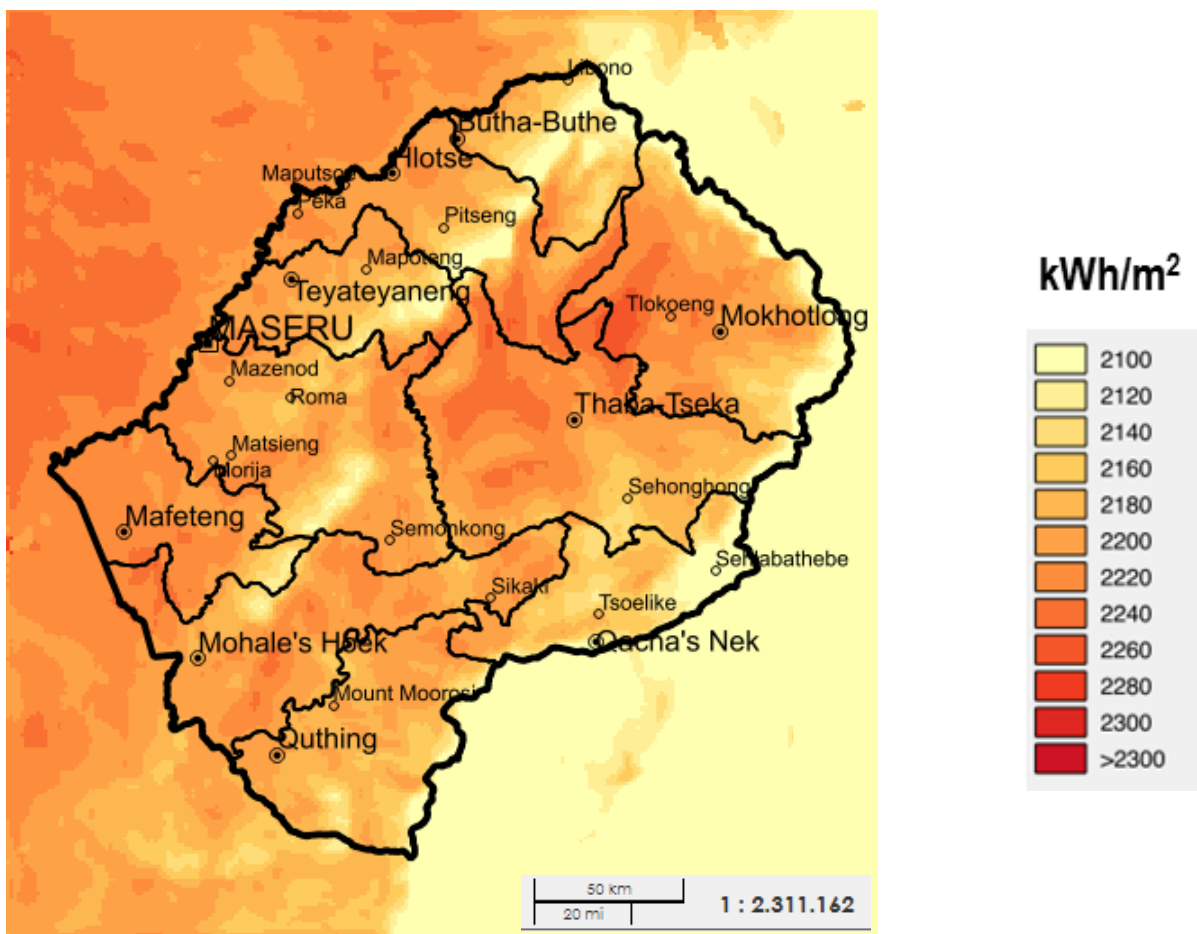 Libono
Butha-Buthe
Hlotse
Maputsoe
Peka
Pitseng
Mapoteng
Teyateyaneng
Tlokoeng
Mokhotlong
MASERU
Mazenod
Roma
Thaba-Tseka
Matsieng
Morija
Sehonghong
Mafeteng
Semonkong
Sehlabathebe
Sikaki
Tsoelike
Mohale's Hoek
Qacha's Nek
Mount Moorosi
Quthing
50 km
20 mi
1 : 2.311.162
kWh/m²
2100
2120
2140
2160
2180
2200
2220
2240
2260
2280
2300
>2300